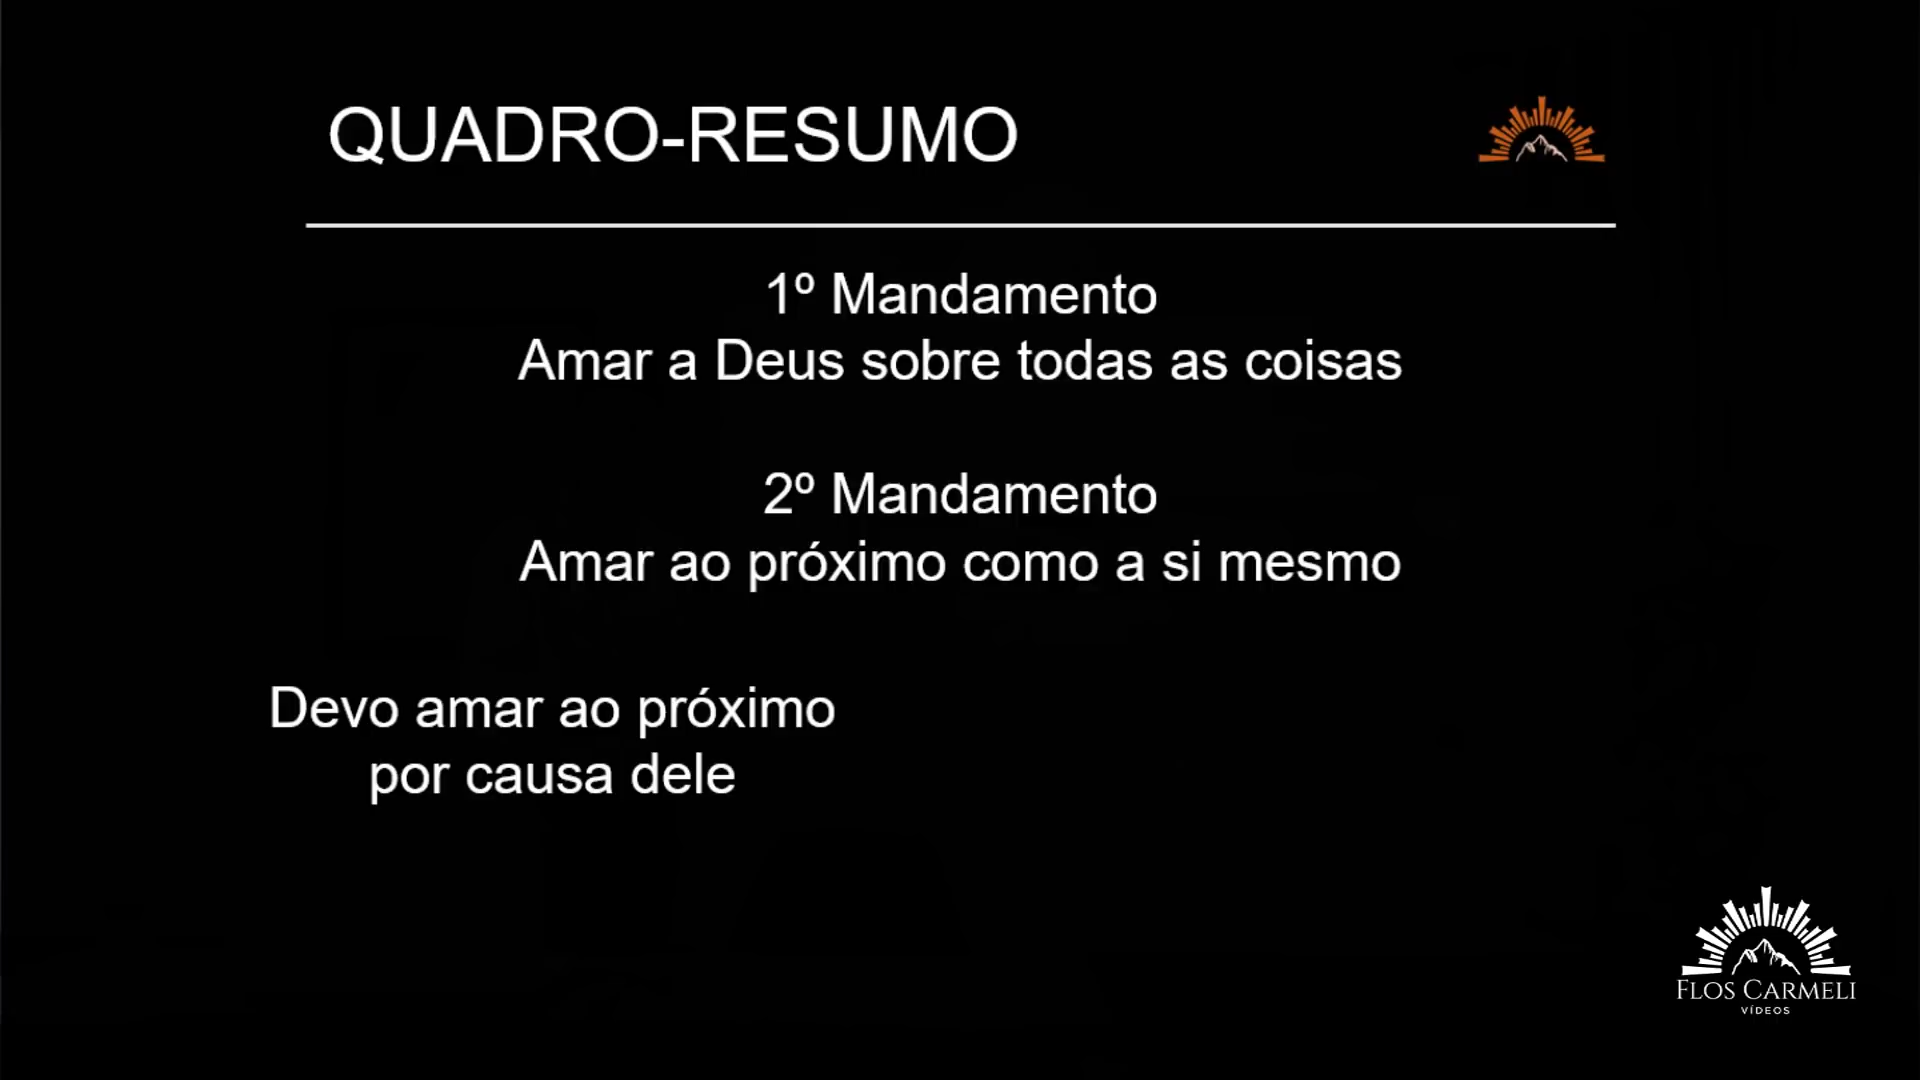 QUADRO-RESUMO
1º Mandamento
Amar a Deus sobre todas as coisas
2º Mandamento
Amar ao próximo como a si mesmo
Devo amar ao próximo
por causa dele
FLOS CARMELI
VÍDEOS